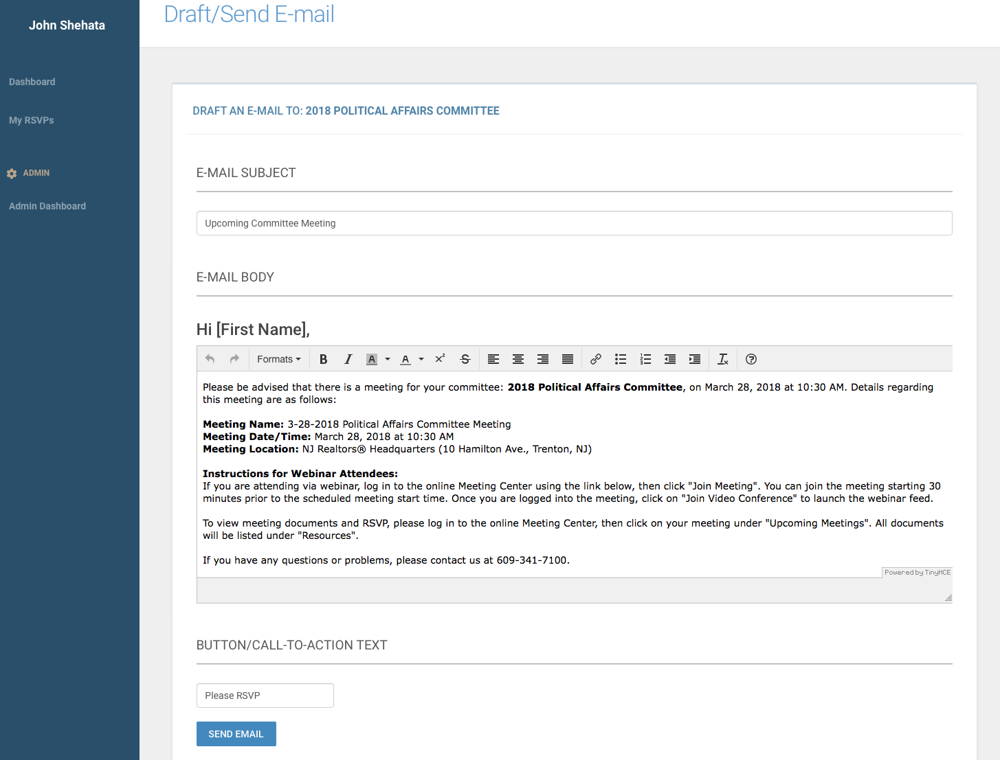 Draft/Send E-mail
John Shehata
Dashboard
My RSVPs
ADMIN
Admin Dashboard
DRAFT AN E-MAIL TO: 2018 POLITICAL AFFAIRS COMMITTEE
E-MAIL SUBJECT
Upcoming Committee Meeting
E-MAIL BODY
Hi [First Name],
Formats B I A A x² S
Please be advised that there is a meeting for your committee: 2018 Political Affairs Committee, on March 28, 2018 at 10:30 AM. Details regarding
this meeting are as follows:
Meeting Name: 3-28-2018 Political Affairs Committee Meeting
Meeting Date/Time: March 28, 2018 at 10:30 AM
Meeting Location: NJ Realtors® Headquarters (10 Hamilton Ave., Trenton, NJ)
Instructions for Webinar Attendees:
If you are attending via webinar, log in to the online Meeting Center using the link below, then click "Join Meeting". You can join the meeting starting 30
minutes prior to the scheduled meeting start time. Once you are logged into the meeting, click on "Join Video Conference" to launch the webinar feed.
To view meeting documents and RSVP, please log in to the online Meeting Center, then click on your meeting under "Upcoming Meetings". All documents
will be listed under "Resources".
If you have any questions or problems, please contact us at 609-341-7100.
Powered by TinyMCE
BUTTON/CALL-TO-ACTION TEXT
Please RSVP
SEND EMAIL